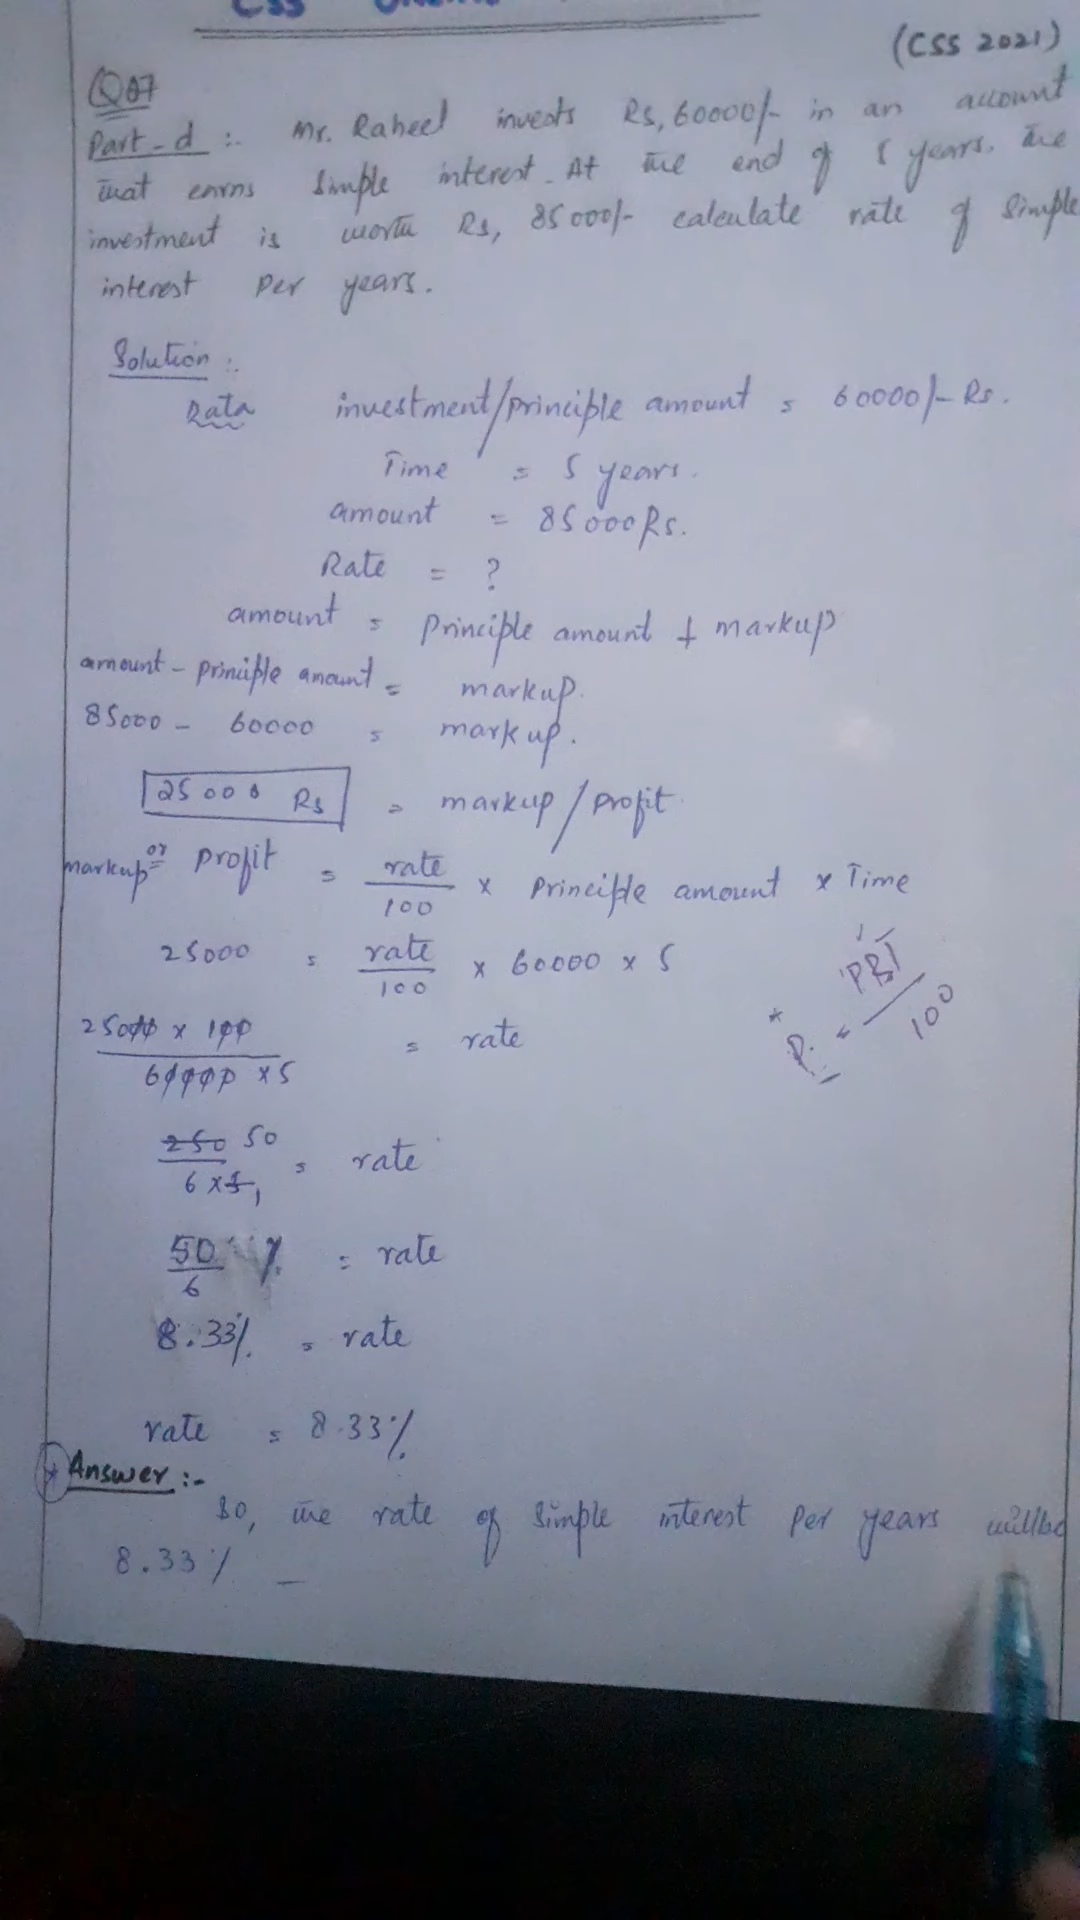 CSS
(CSS 2021)
Q07
Part-d :- Mr. Raheel invests Rs, 60000/- in an account
that earns simple interest. At the end of 5 years. the
investment is worth Rs, 85000/- calculate rate of simple
interest per years.
Solution :-
Data investment/principle amount = 60000/- Rs.
Time = 5 years.
amount = 85000Rs.
Rate = ?
amount = principle amount + markup
amount - principle amount = markup.
85000 - 60000 = markup.
25000 Rs = markup/profit
markup or profit = rate/100 x principle amount x Time
25000 = rate/100 x 60000 x 5
25000 x 100 / 60000 x 5 = rate
250 50 / 6 x 5 1 = rate
50/6 % = rate
8.33% = rate
rate = 8.33%
* Answer :-
So, the rate of simple interest per years will be
8.33%